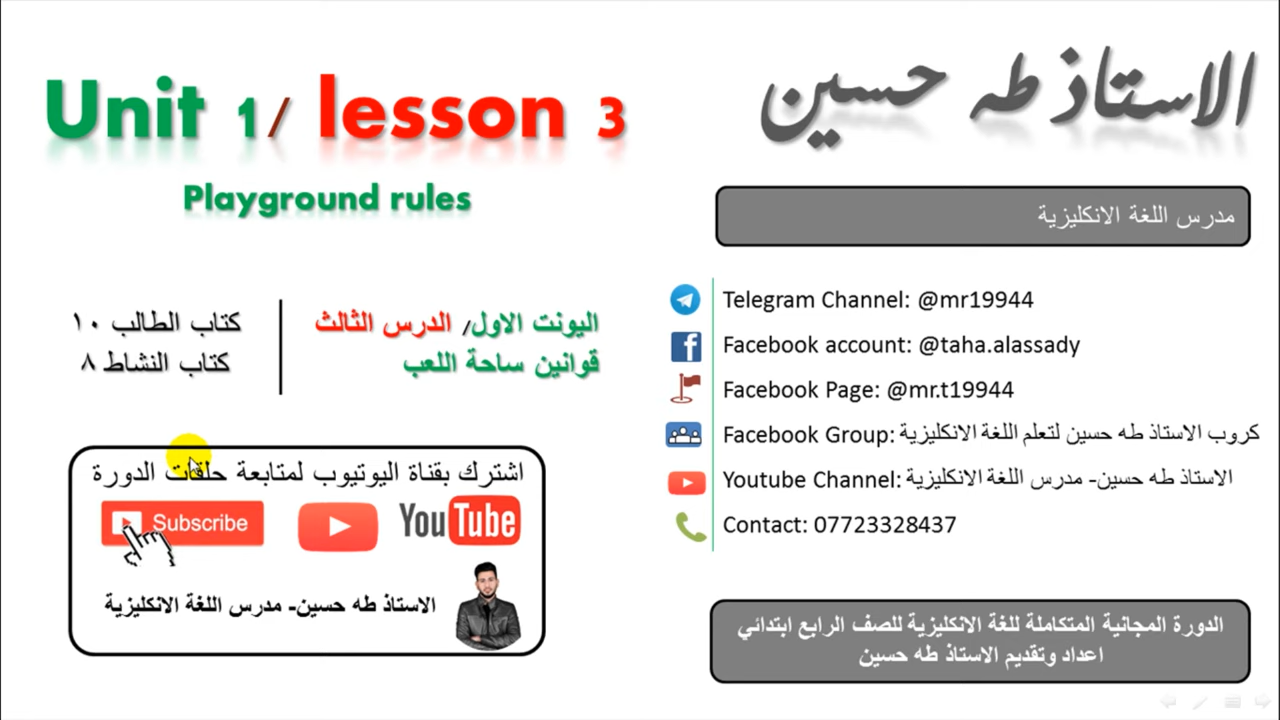 Unit 1/ lesson 3
Playground rules
اليونت الاول/ الدرس الثالث
قوانين ساحة اللعب
كتاب الطالب ١٠
كتاب النشاط ٨
اشترك بقناة اليوتيوب لمتابعة حلقات الدورة
Subscribe
YouTube
الاستاذ طه حسين- مدرس اللغة الانكليزية
الاستاذ طه حسين
مدرس اللغة الانكليزية
Telegram Channel: @mr19944
Facebook account: @taha.alassady
Facebook Page: @mr.t19944
Facebook Group: كروب الاستاذ طه حسين لتعلم اللغة الانكليزية
Youtube Channel: الاستاذ طه حسين- مدرس اللغة الانكليزية
Contact: 07723328437
الدورة المجانية المتكاملة للغة الانكليزية للصف الرابع ابتدائي
اعداد وتقديم الاستاذ طه حسين